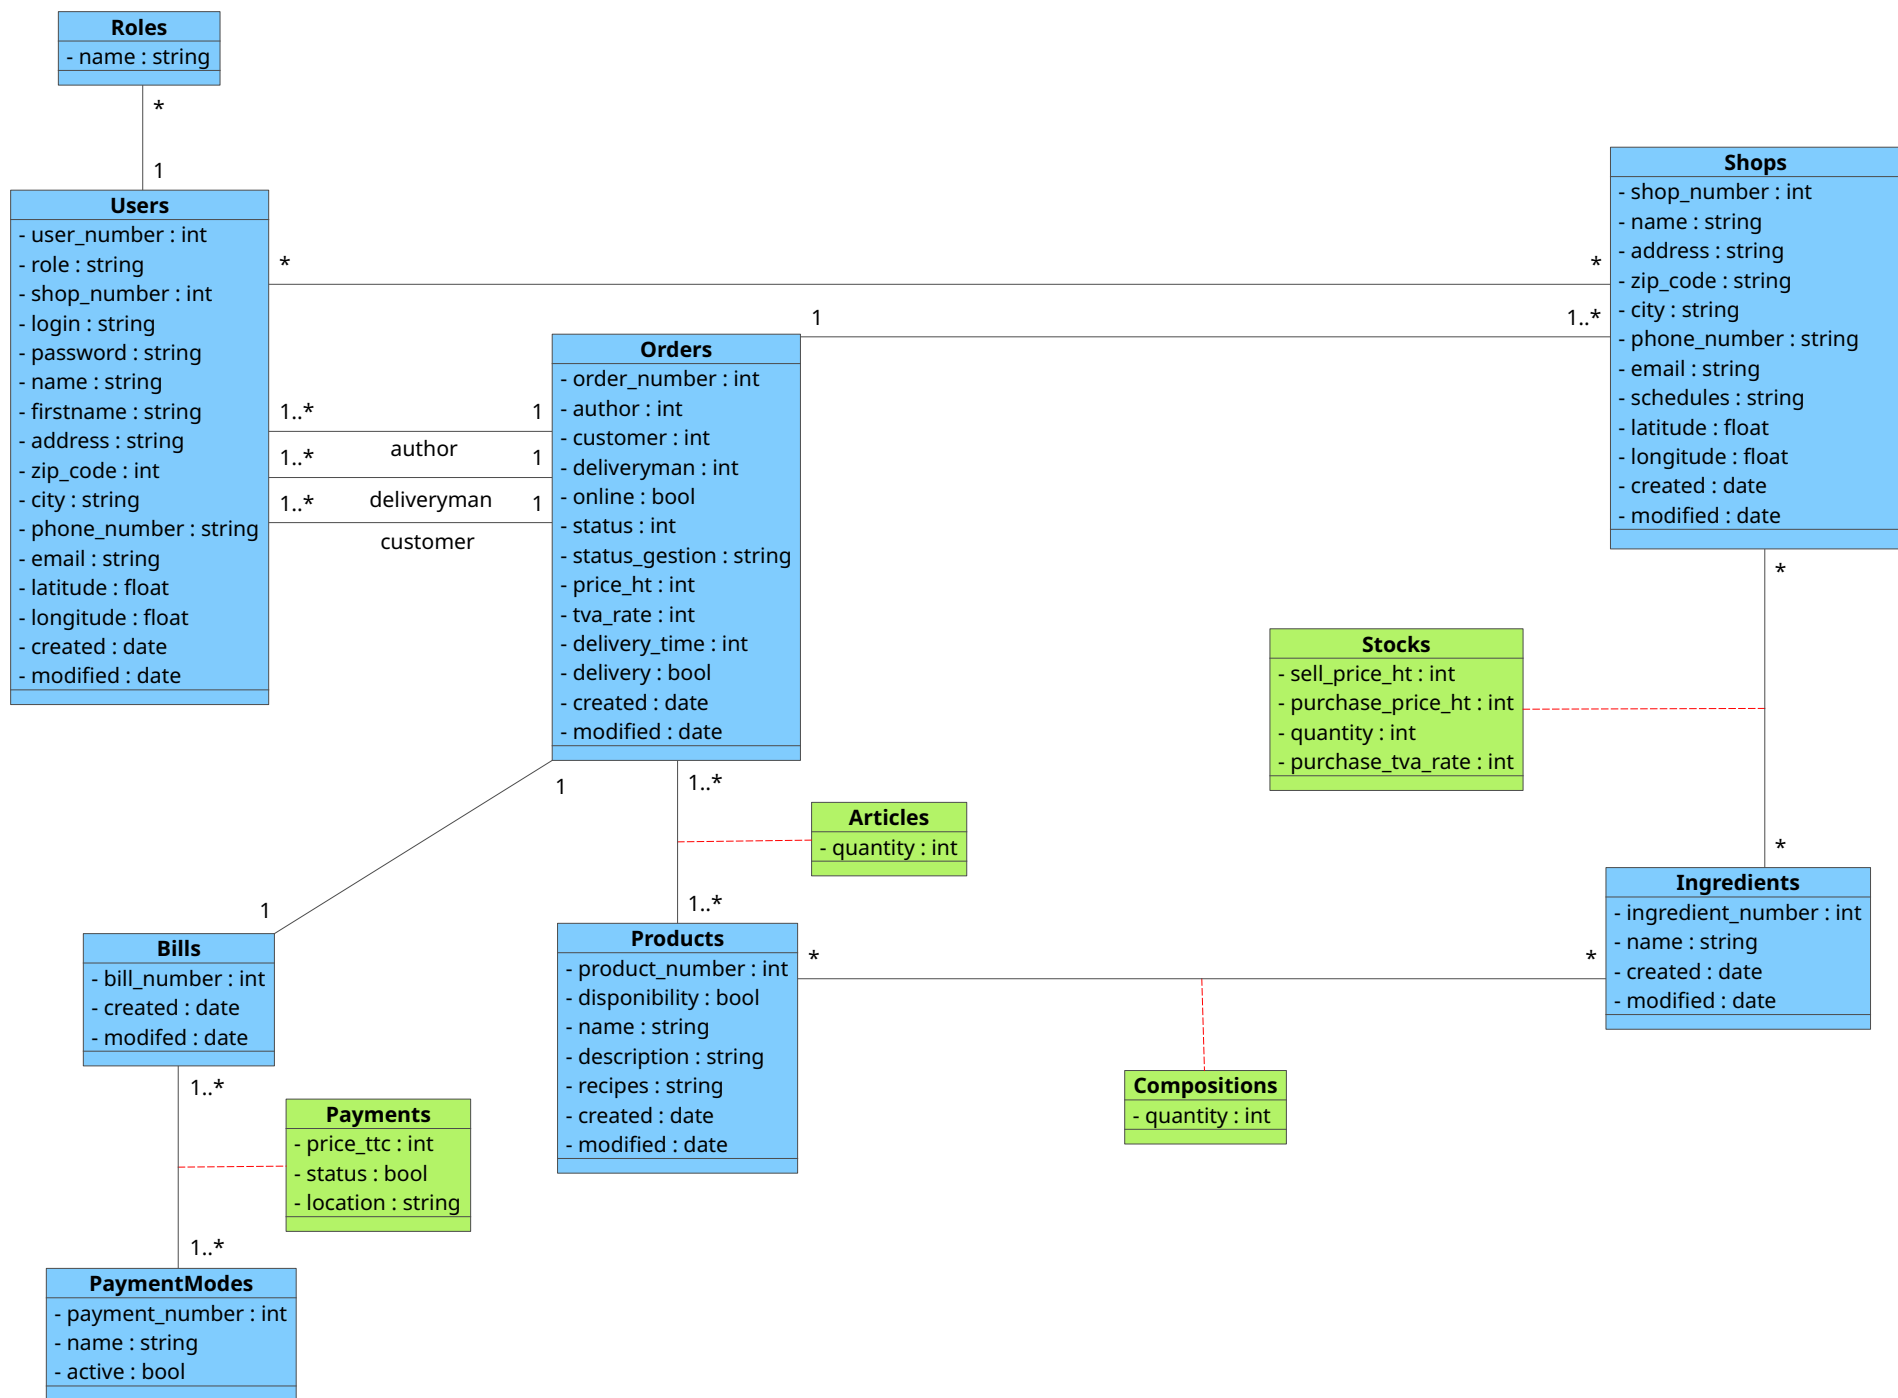 Roles
- name : string
*
1
Users
- user_number : int
- role : string
- shop_number : int
- login : string
- password : string
- name : string
- firstname : string
- address : string
- zip_code : int
- city : string
- phone_number : string
- email : string
- latitude : float
- longitude : float
- created : date
- modified : date
*
*
1
1..*
1..*
1
author
1..*
1
deliveryman
1..*
1
customer
Orders
- order_number : int
- author : int
- customer : int
- deliveryman : int
- online : bool
- status : int
- status_gestion : string
- price_ht : int
- tva_rate : int
- delivery_time : int
- delivery : bool
- created : date
- modified : date
Shops
- shop_number : int
- name : string
- address : string
- zip_code : string
- city : string
- phone_number : string
- email : string
- schedules : string
- latitude : float
- longitude : float
- created : date
- modified : date
*
Stocks
- sell_price_ht : int
- purchase_price_ht : int
- quantity : int
- purchase_tva_rate : int
*
1
1..*
Articles
- quantity : int
1
1..*
Bills
- bill_number : int
- created : date
- modifed : date
Products
- product_number : int
- disponibility : bool
- name : string
- description : string
- recipes : string
- created : date
- modified : date
*
*
Ingredients
- ingredient_number : int
- name : string
- created : date
- modified : date
Compositions
- quantity : int
1..*
Payments
- price_ttc : int
- status : bool
- location : string
1..*
PaymentModes
- payment_number : int
- name : string
- active : bool